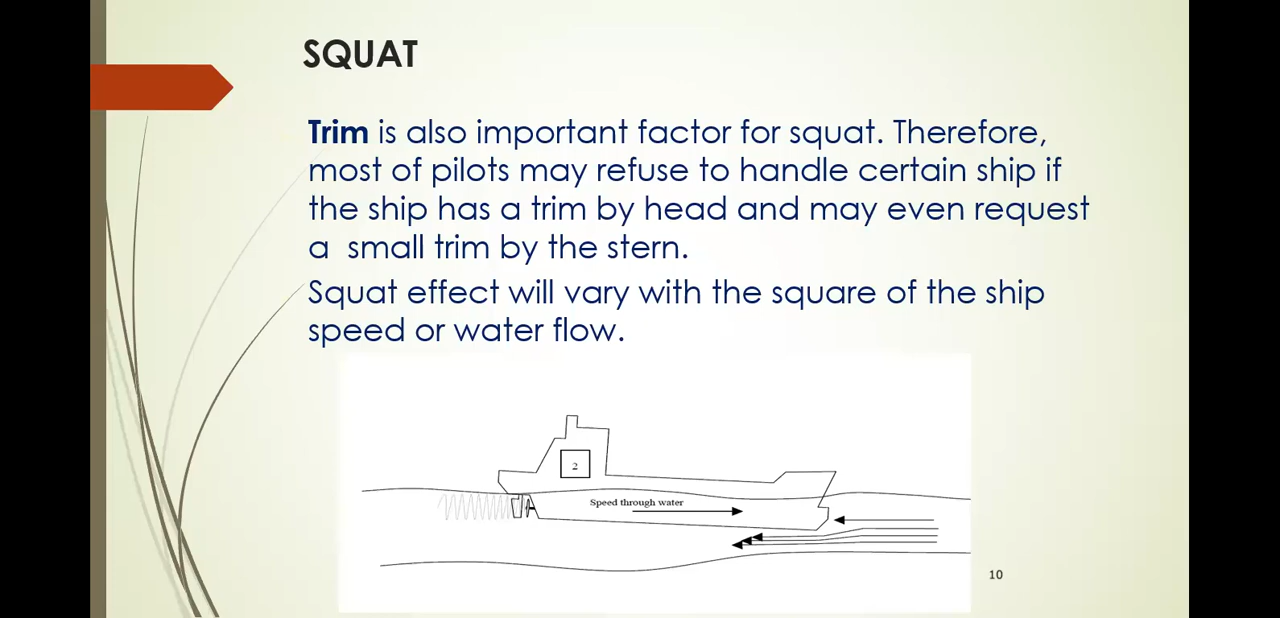 SQUAT
Trim is also important factor for squat. Therefore,
most of pilots may refuse to handle certain ship if
the ship has a trim by head and may even request
a  small trim by the stern.
Squat effect will vary with the square of the ship
speed or water flow.
2
Speed through water
10